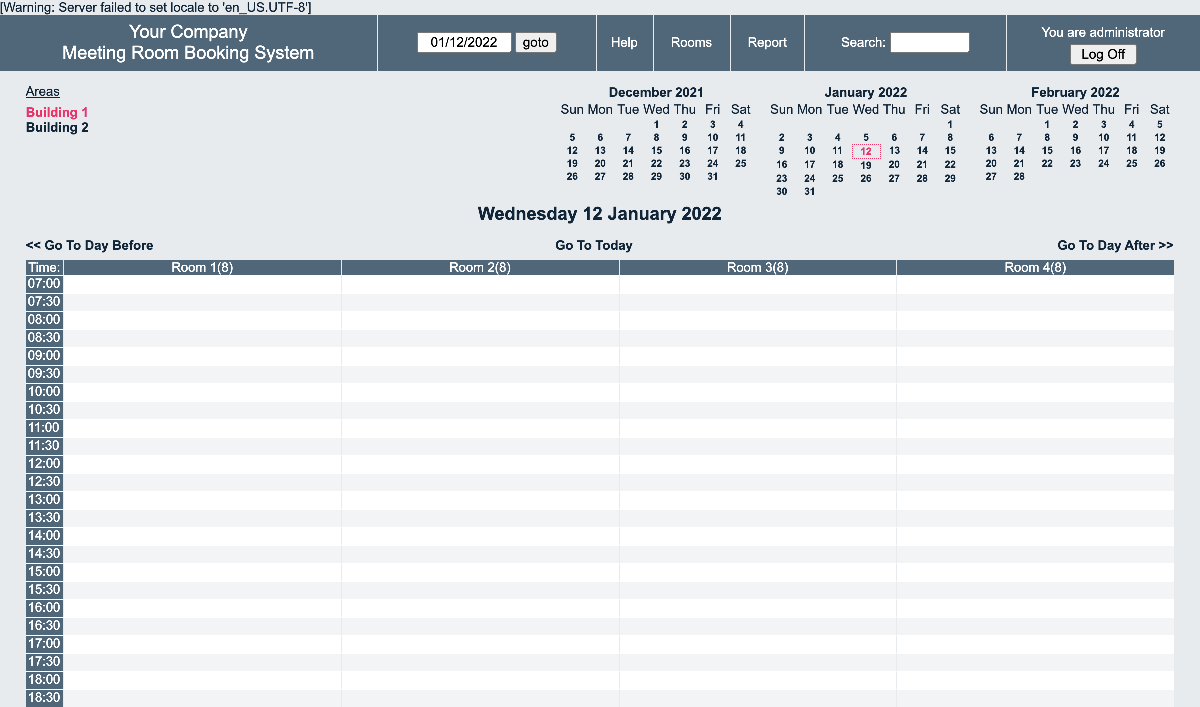 [Warning: Server failed to set locale to 'en_US.UTF-8']
Your Company
Meeting Room Booking System
01/12/2022 goto
Help
Rooms
Report
Search:
You are administrator
Log Off
Areas
Building 1
Building 2
December 2021
Sun Mon Tue Wed Thu Fri Sat
1 2 3 4
5 6 7 8 9 10 11
12 13 14 15 16 17 18
19 20 21 22 23 24 25
26 27 28 29 30 31
January 2022
Sun Mon Tue Wed Thu Fri Sat
1
2 3 4 5 6 7 8
9 10 11 12 13 14 15
16 17 18 19 20 21 22
23 24 25 26 27 28 29
30 31
February 2022
Sun Mon Tue Wed Thu Fri Sat
1 2 3 4 5
6 7 8 9 10 11 12
13 14 15 16 17 18 19
20 21 22 23 24 25 26
27 28
Wednesday 12 January 2022
<< Go To Day Before
Go To Today
Go To Day After >>
Time: Room 1(8) Room 2(8) Room 3(8) Room 4(8)
07:00
07:30
08:00
08:30
09:00
09:30
10:00
10:30
11:00
11:30
12:00
12:30
13:00
13:30
14:00
14:30
15:00
15:30
16:00
16:30
17:00
17:30
18:00
18:30